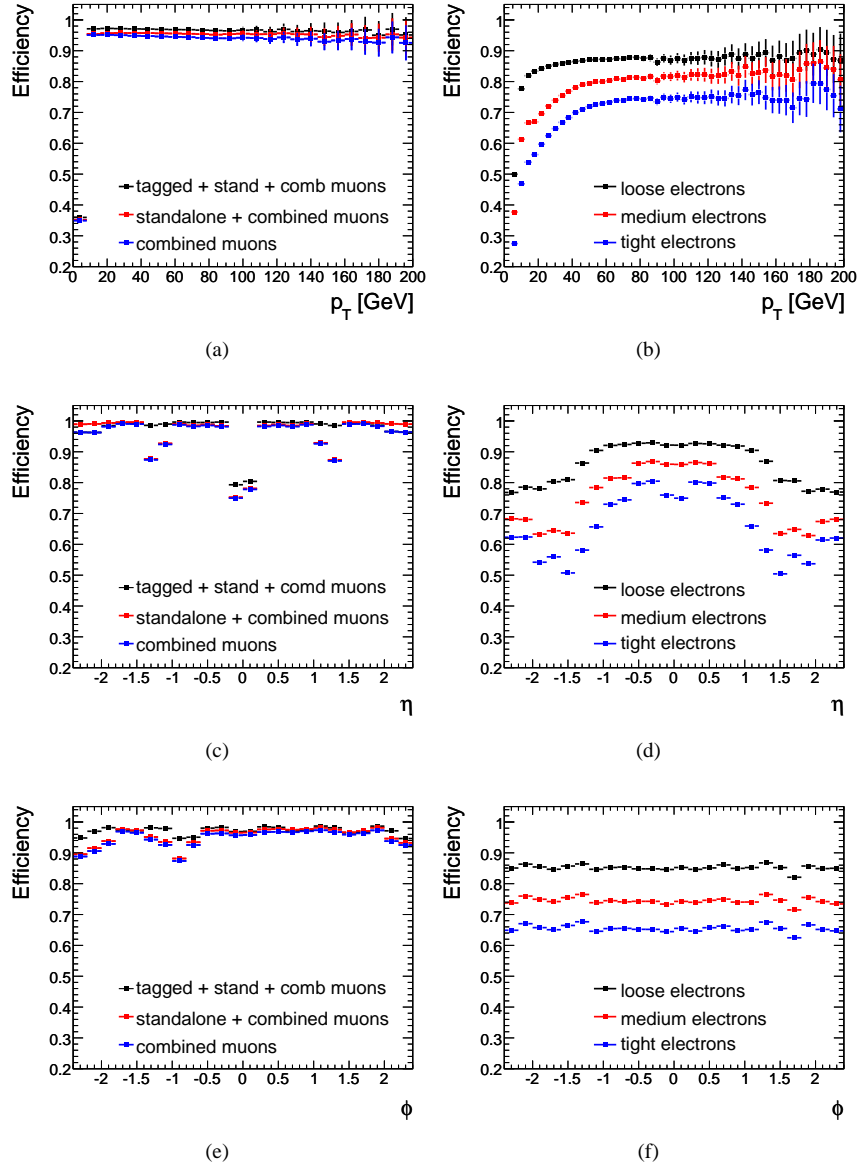 Efficiency
1
0.9
0.8
0.7
0.6
0.5
0.4
0.3
0.2
tagged + stand + comb muons
standalone + combined muons
combined muons
0 20 40 60 80 100 120 140 160 180 200
p_T [GeV]
(a)
Efficiency
1
0.9
0.8
0.7
0.6
0.5
0.4
0.3
0.2
loose electrons
medium electrons
tight electrons
0 20 40 60 80 100 120 140 160 180 200
p_T [GeV]
(b)
Efficiency
1
0.9
0.8
0.7
0.6
0.5
0.4
0.3
0.2
tagged + stand + comd muons
standalone + combined muons
combined muons
-2 -1.5 -1 -0.5 0 0.5 1 1.5 2
η
(c)
Efficiency
1
0.9
0.8
0.7
0.6
0.5
0.4
0.3
0.2
loose electrons
medium electrons
tight electrons
-2 -1.5 -1 -0.5 0 0.5 1 1.5 2
η
(d)
Efficiency
1
0.9
0.8
0.7
0.6
0.5
0.4
0.3
0.2
tagged + stand + comb muons
standalone + combined muons
combined muons
-2 -1.5 -1 -0.5 0 0.5 1 1.5 2
ϕ
(e)
Efficiency
1
0.9
0.8
0.7
0.6
0.5
0.4
0.3
0.2
loose electrons
medium electrons
tight electrons
-2 -1.5 -1 -0.5 0 0.5 1 1.5 2
ϕ
(f)